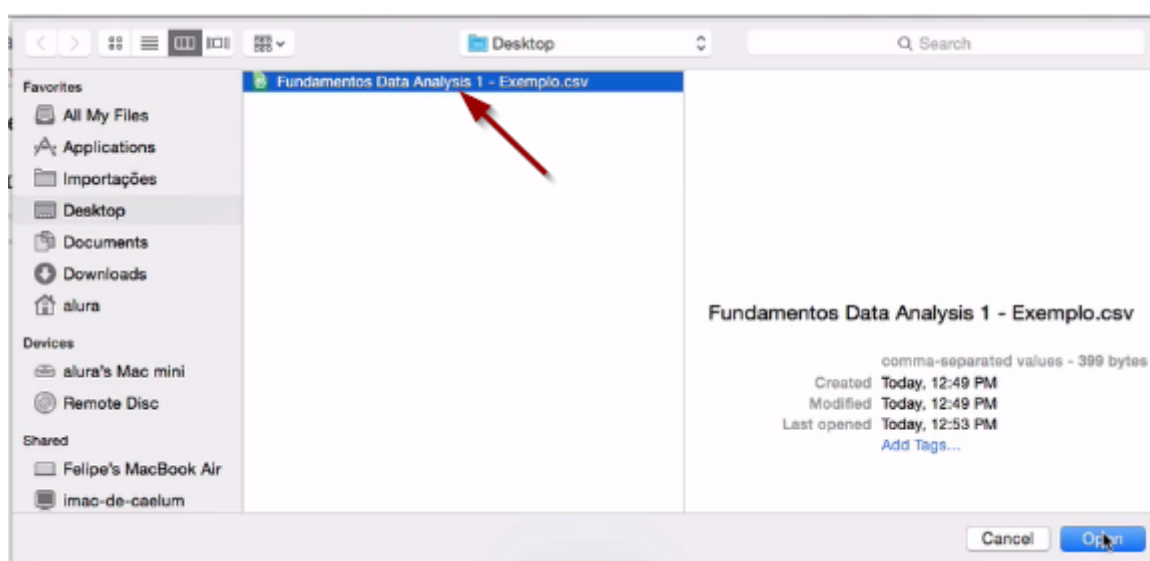 Desktop
Search
Favorites
All My Files
Applications
Importações
Desktop
Documents
Downloads
alura
Devices
alura's Mac mini
Remote Disc
Shared
Felipe's MacBook Air
imac-de-caelum
Fundamentos Data Analysis 1 - Exemplo.csv
Fundamentos Data Analysis 1 - Exemplo.csv
comma-separated values - 399 bytes
Created Today, 12:49 PM
Modified Today, 12:49 PM
Last opened Today, 12:53 PM
Add Tags...
Cancel
Open